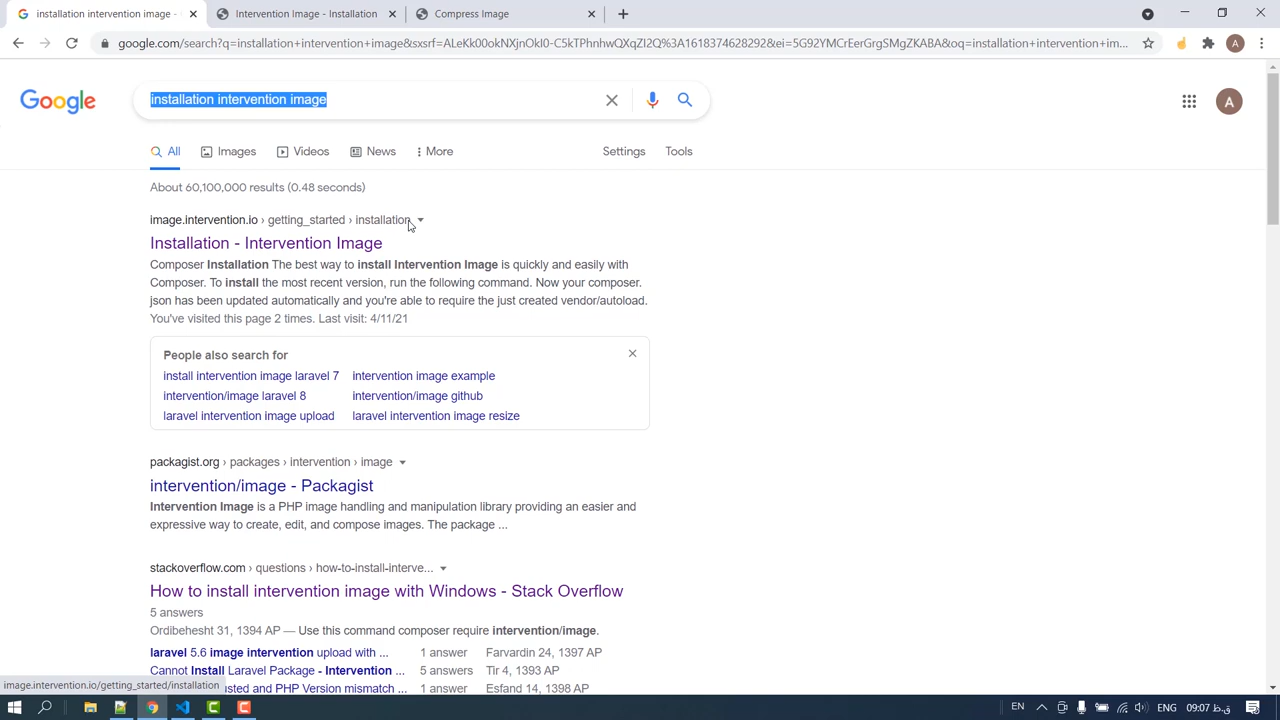 installation intervention image -
Intervention Image - Installation
Compress Image
google.com/search?q=installation+intervention+image&sxsrf=ALeKk00okNXjnOkI0-C5kTPhnhwQXqZI2Q%3A1618374628292&ei=5G92YMCrEerGrgSMgZKABA&oq=installation+intervention+im...
A
Google
installation intervention image
A
All
Images
Videos
News
More
Settings
Tools
About 60,100,000 results (0.48 seconds)
image.intervention.io › getting_started › installation
Installation - Intervention Image
Composer Installation The best way to install Intervention Image is quickly and easily with
Composer. To install the most recent version, run the following command. Now your composer.
json has been updated automatically and you're able to require the just created vendor/autoload.
You've visited this page 2 times. Last visit: 4/11/21
People also search for
install intervention image laravel 7 intervention image example
intervention/image laravel 8 intervention/image github
laravel intervention image upload laravel intervention image resize
packagist.org › packages › intervention › image
intervention/image - Packagist
Intervention Image is a PHP image handling and manipulation library providing an easier and
expressive way to create, edit, and compose images. The package ...
stackoverflow.com › questions › how-to-install-interve...
How to install intervention image with Windows - Stack Overflow
5 answers
Ordibehesht 31, 1394 AP — Use this command composer require intervention/image.
laravel 5.6 image intervention upload with ... 1 answer Farvardin 24, 1397 AP
Cannot Install Laravel Package - Intervention ... 5 answers Tir 4, 1393 AP
sted and PHP Version mismatch ... 1 answer Esfand 14, 1398 AP
image.intervention.io/getting_started/installation
EN
ENG
09:07 ق.ظ